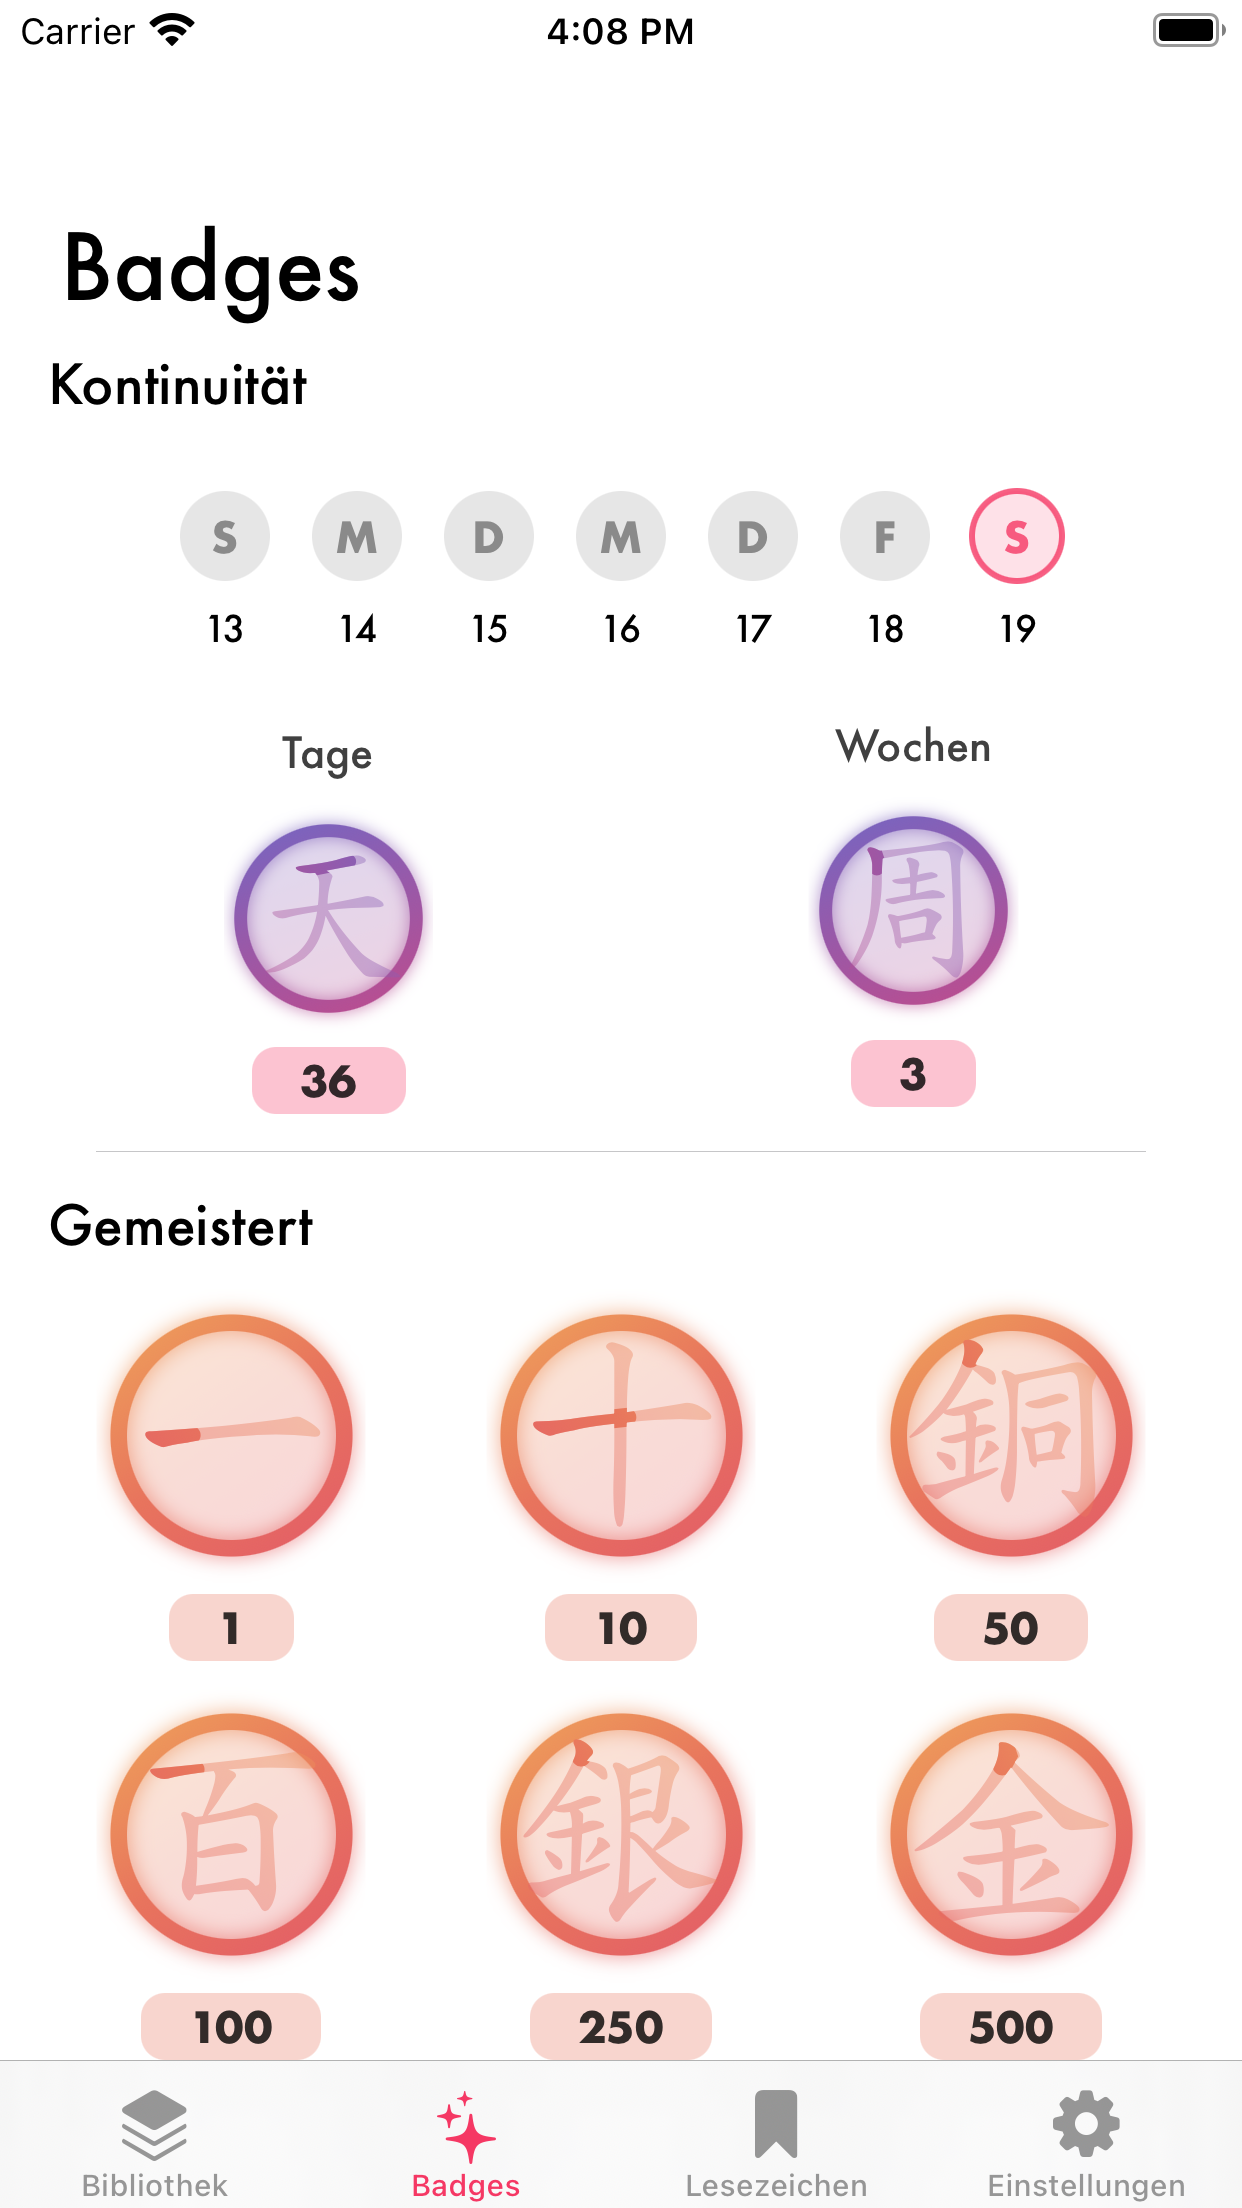 Carrier 4:08 PM
Badges
Kontinuität
S M D M D F S
13 14 15 16 17 18 19
Tage Wochen
天 周
36 3
Gemeistert
一 十 銅
1 10 50
百 銀 金
100 250 500
Bibliothek Badges Lesezeichen Einstellungen